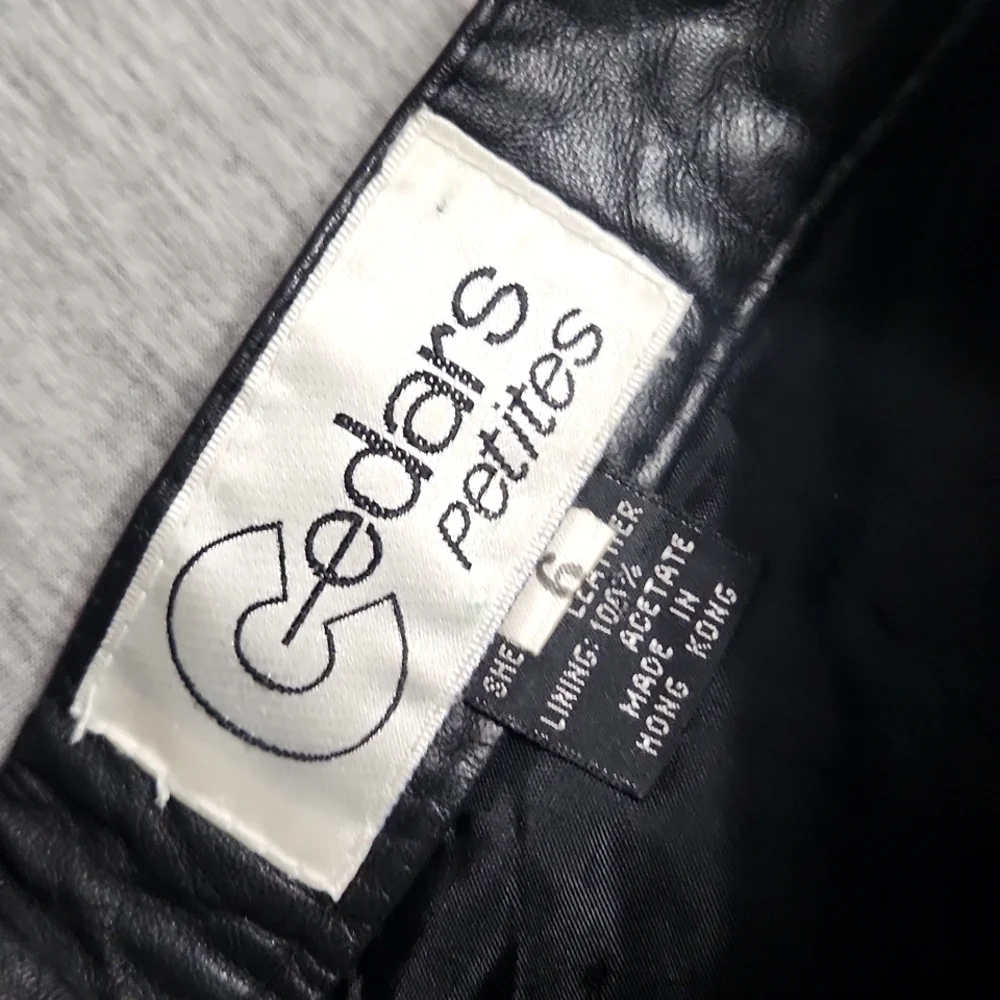 Cedars
Petites
6
LEATHER
LINING: 100%
ACETATE
MADE IN
HONG KONG